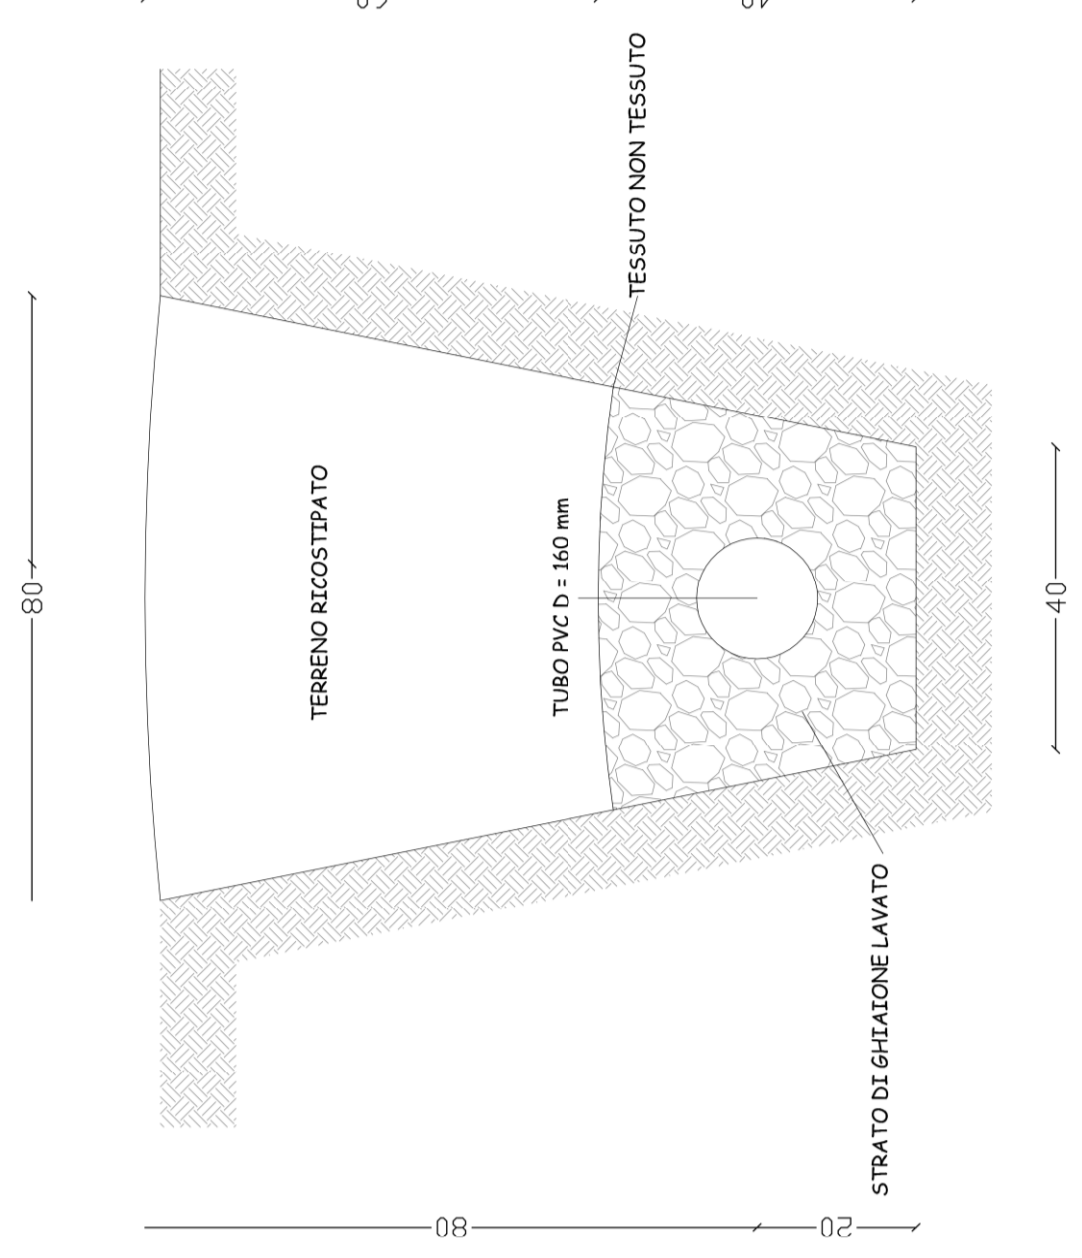 TESSUTO NON TESSUTO
80
TERRENO RICOSTIPATO
TUBO PVC D = 160 mm
40
STRATO DI GHIAIONE LAVATO
80
20